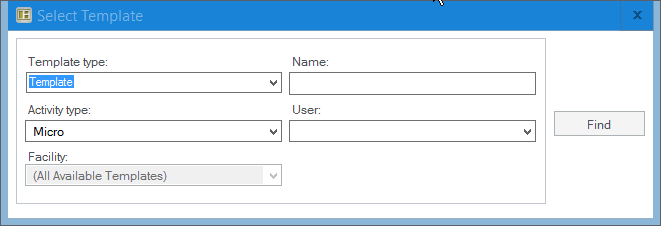 Select Template
x
Template type:
Name:
Template
Activity type:
User:
Micro
Find
Facility:
(All Available Templates)